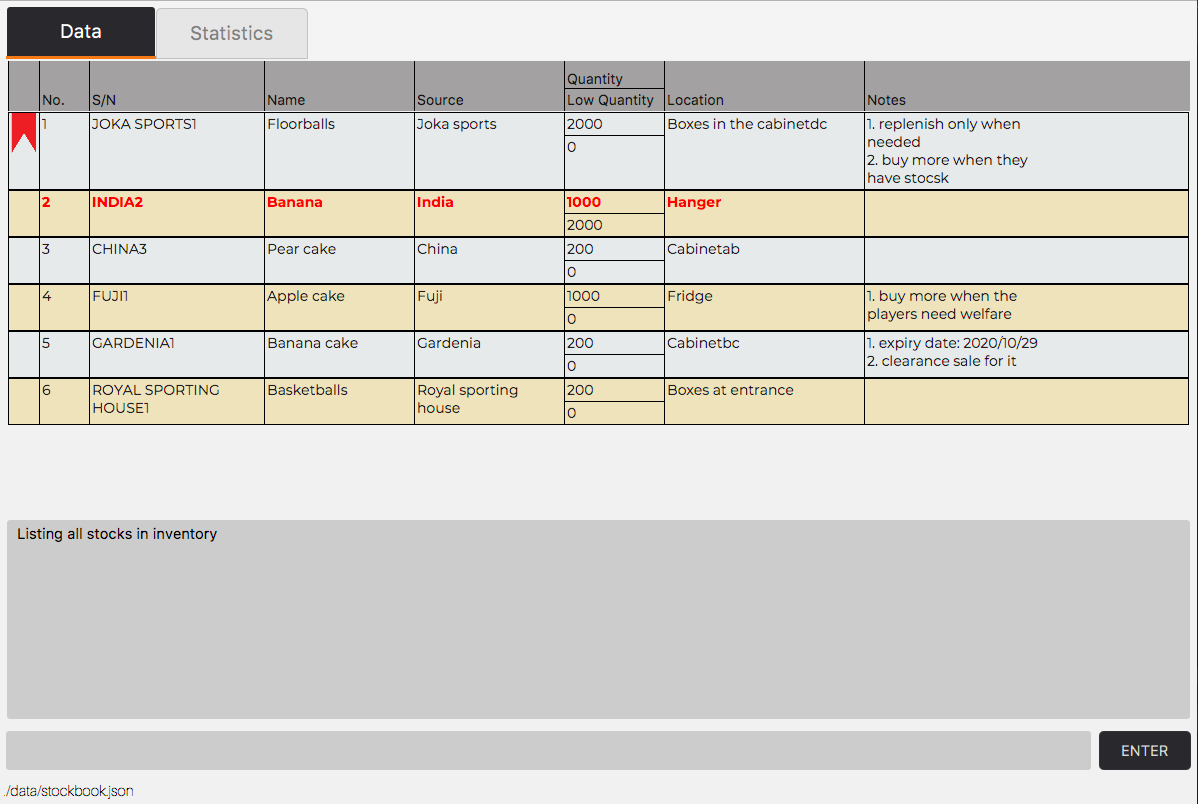 Data Statistics
Quantity
No. S/N Name Source Low Quantity Location Notes
1 JOKA SPORTS1 Floorballs Joka sports 2000 Boxes in the cabinetdc 1. replenish only when
needed
0
2. buy more when they
have stocsk
2 INDIA2 Banana India 1000 Hanger
2000
3 CHINA3 Pear cake China 200 Cabinetab
0
4 FUJI1 Apple cake Fuji 1000 Fridge 1. buy more when the
0 players need welfare
5 GARDENIA1 Banana cake Gardenia 200 Cabinetbc 1. expiry date: 2020/10/29
0 2. clearance sale for it
6 ROYAL SPORTING Basketballs Royal sporting 200 Boxes at entrance
HOUSE1 house 0
Listing all stocks in inventory
ENTER
./data/stockbook.json